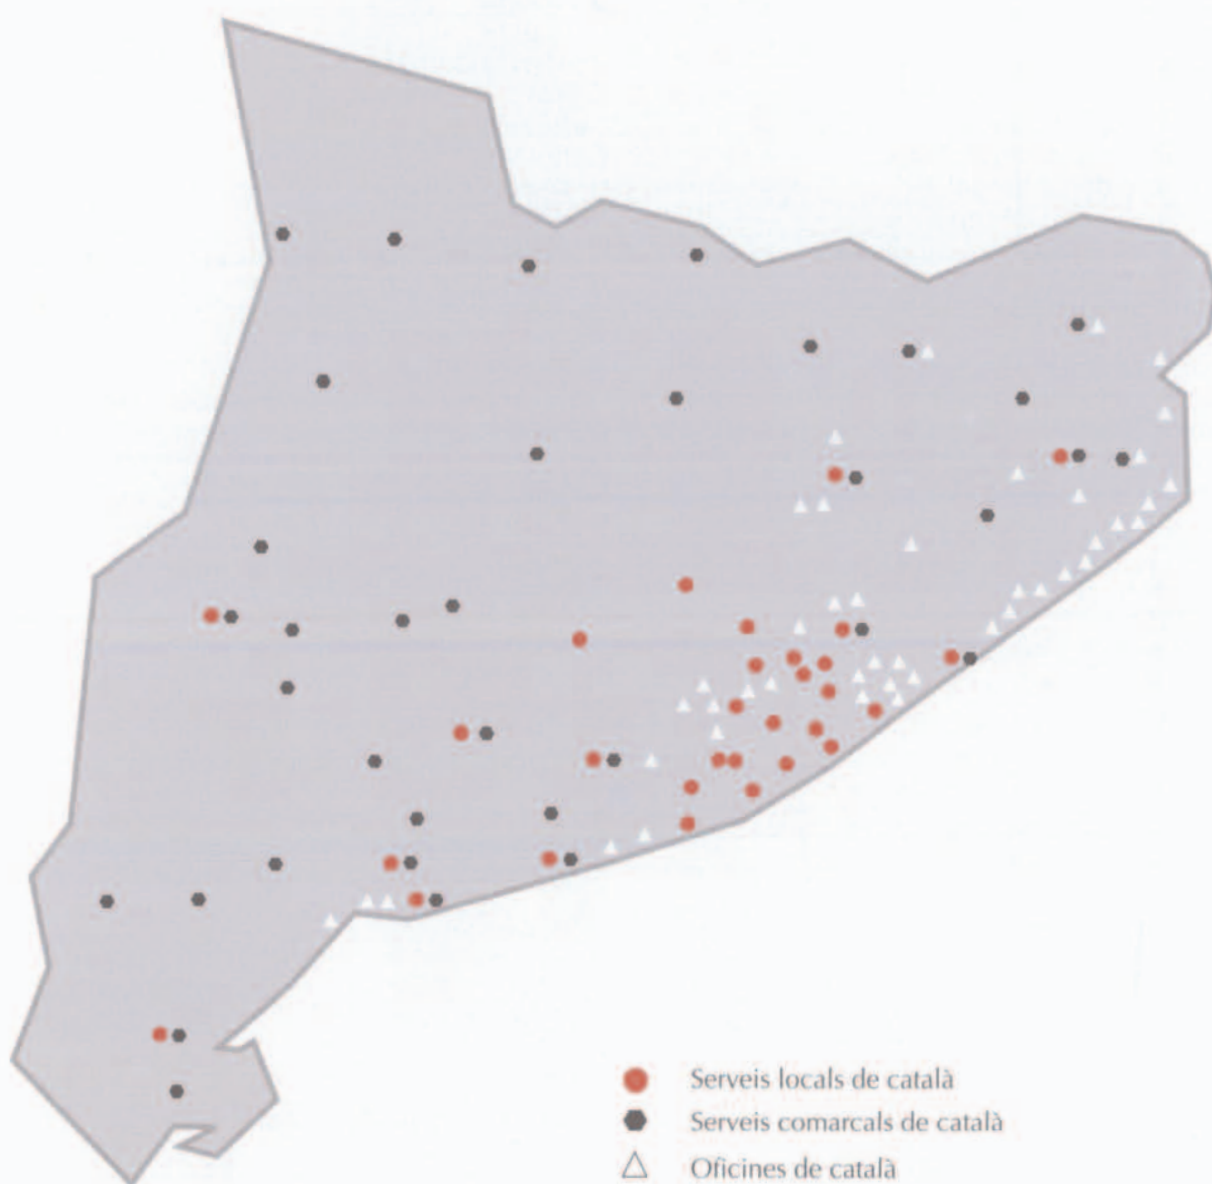 Serveis locals de català
Serveis comarcals de català
Oficines de català